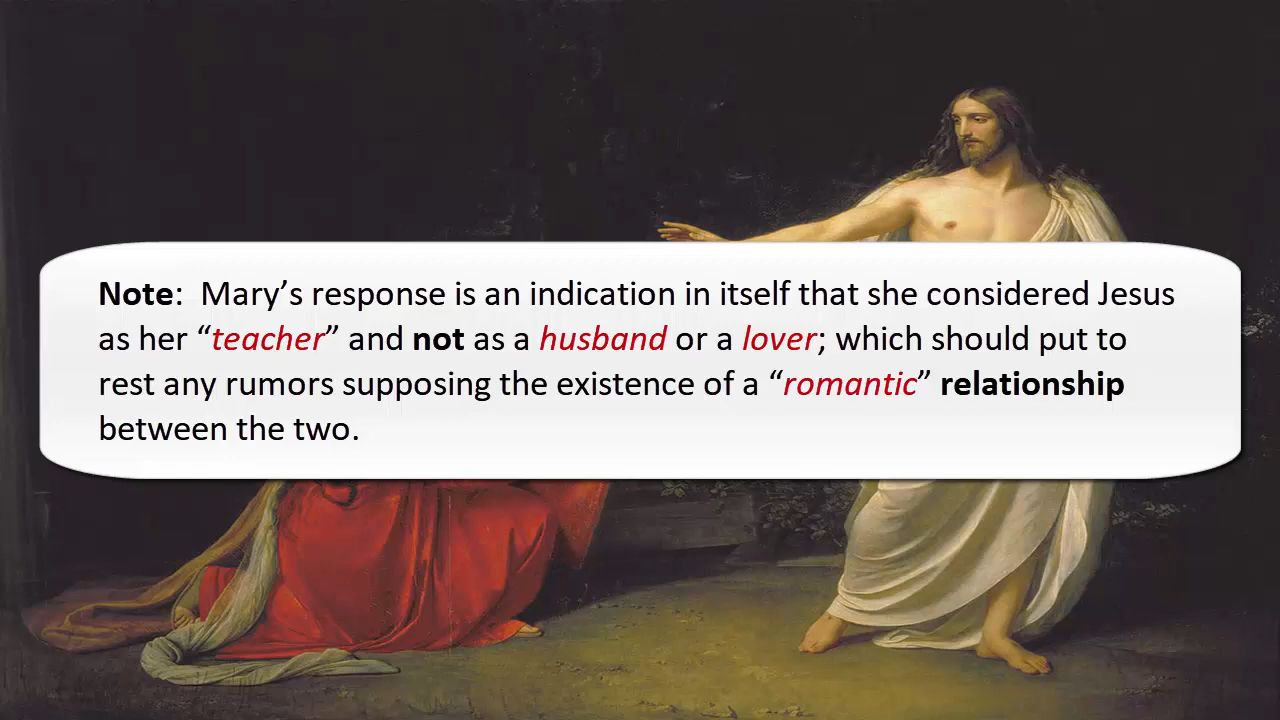 Note:  Mary’s response is an indication in itself that she considered Jesus
as her “teacher” and not as a husband or a lover; which should put to
rest any rumors supposing the existence of a “romantic” relationship
between the two.